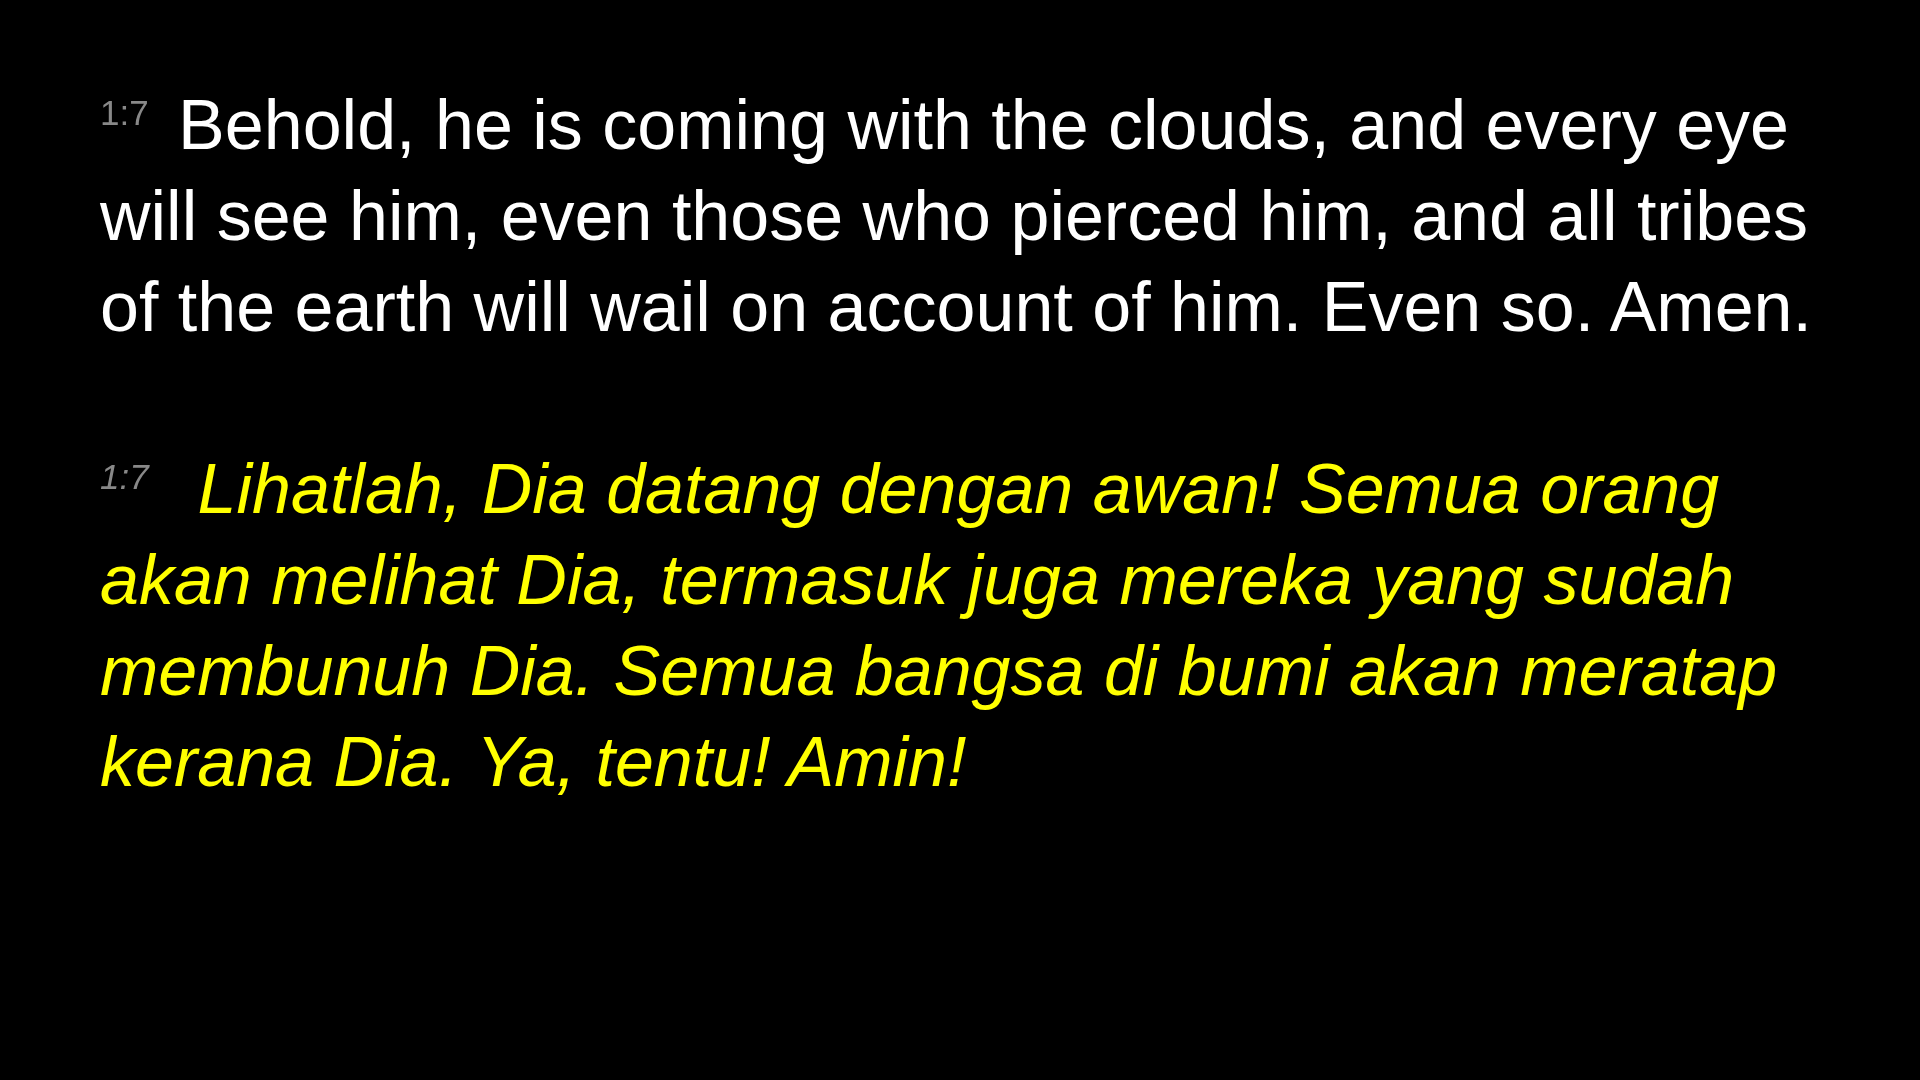 1:7 Behold, he is coming with the clouds, and every eye
will see him, even those who pierced him, and all tribes
of the earth will wail on account of him. Even so. Amen.
1:7 Lihatlah, Dia datang dengan awan! Semua orang
akan melihat Dia, termasuk juga mereka yang sudah
membunuh Dia. Semua bangsa di bumi akan meratap
kerana Dia. Ya, tentu! Amin!